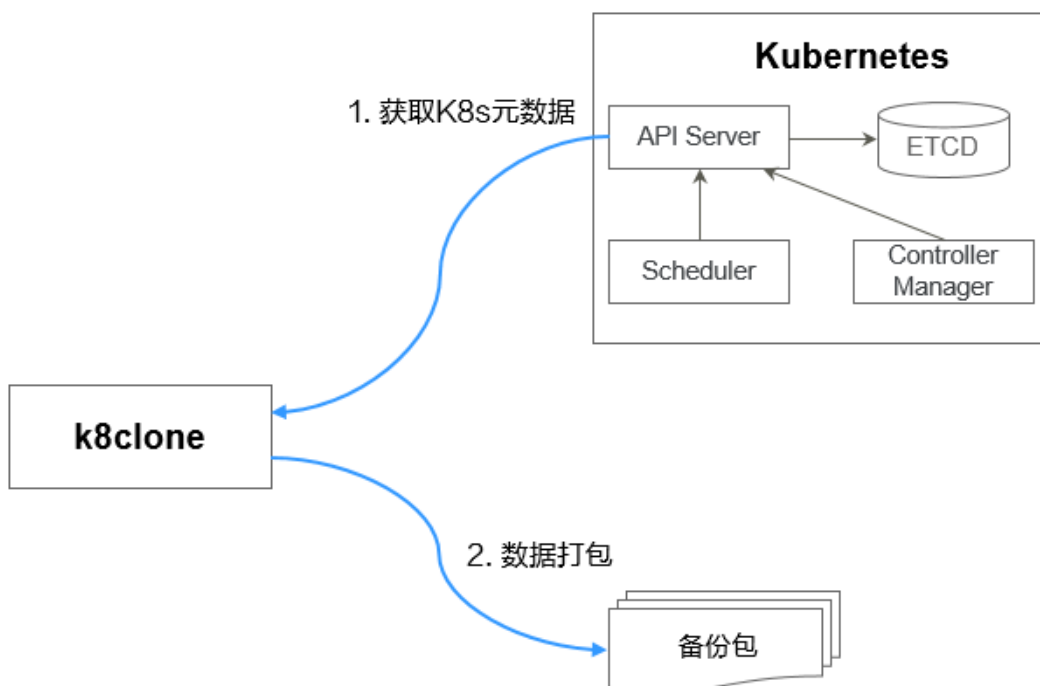 Kubernetes
1. 获取K8s元数据
API Server
ETCD
Scheduler
Controller
Manager
k8clone
2. 数据打包
备份包